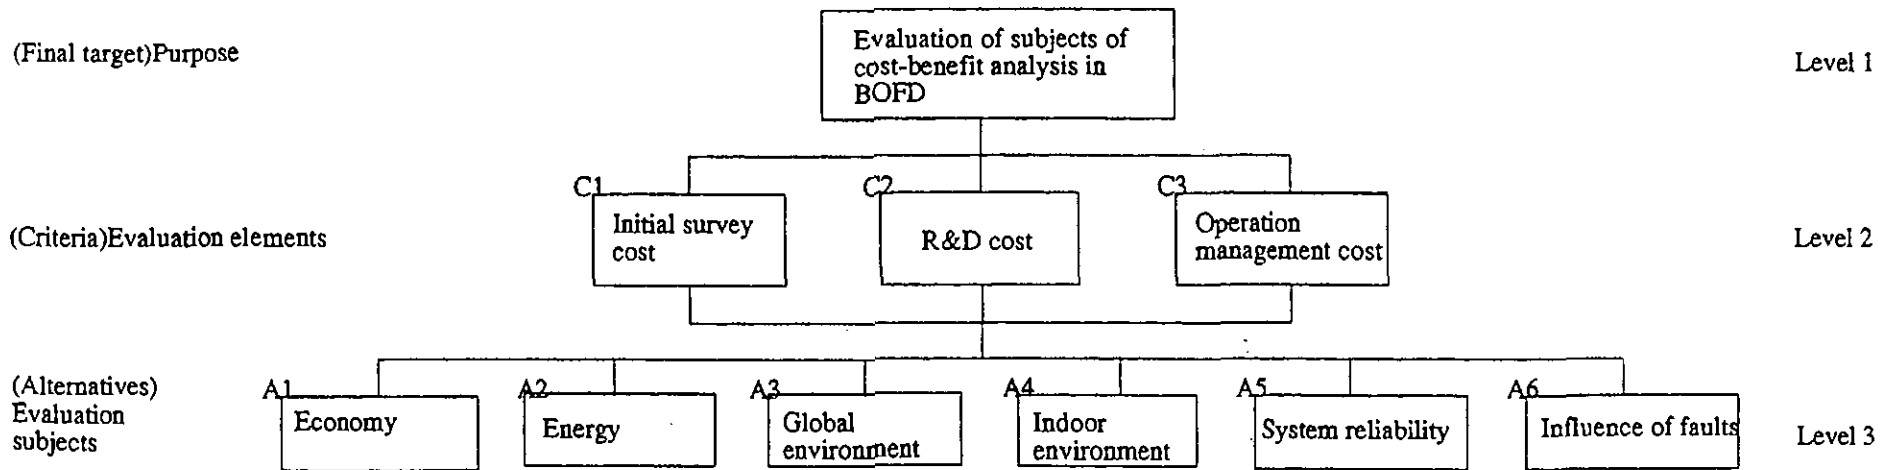 (Final target)Purpose
Evaluation of subjects of
cost-benefit analysis in
BOFD
Level 1
C1
C2
C3
(Criteria)Evaluation elements
Initial survey
cost
R&D cost
Operation
management cost
Level 2
(Alternatives)
Evaluation
subjects
A1
Economy
A2
Energy
A3
Global
environment
A4
Indoor
environment
A5
System reliability
A6
Influence of faults
Level 3